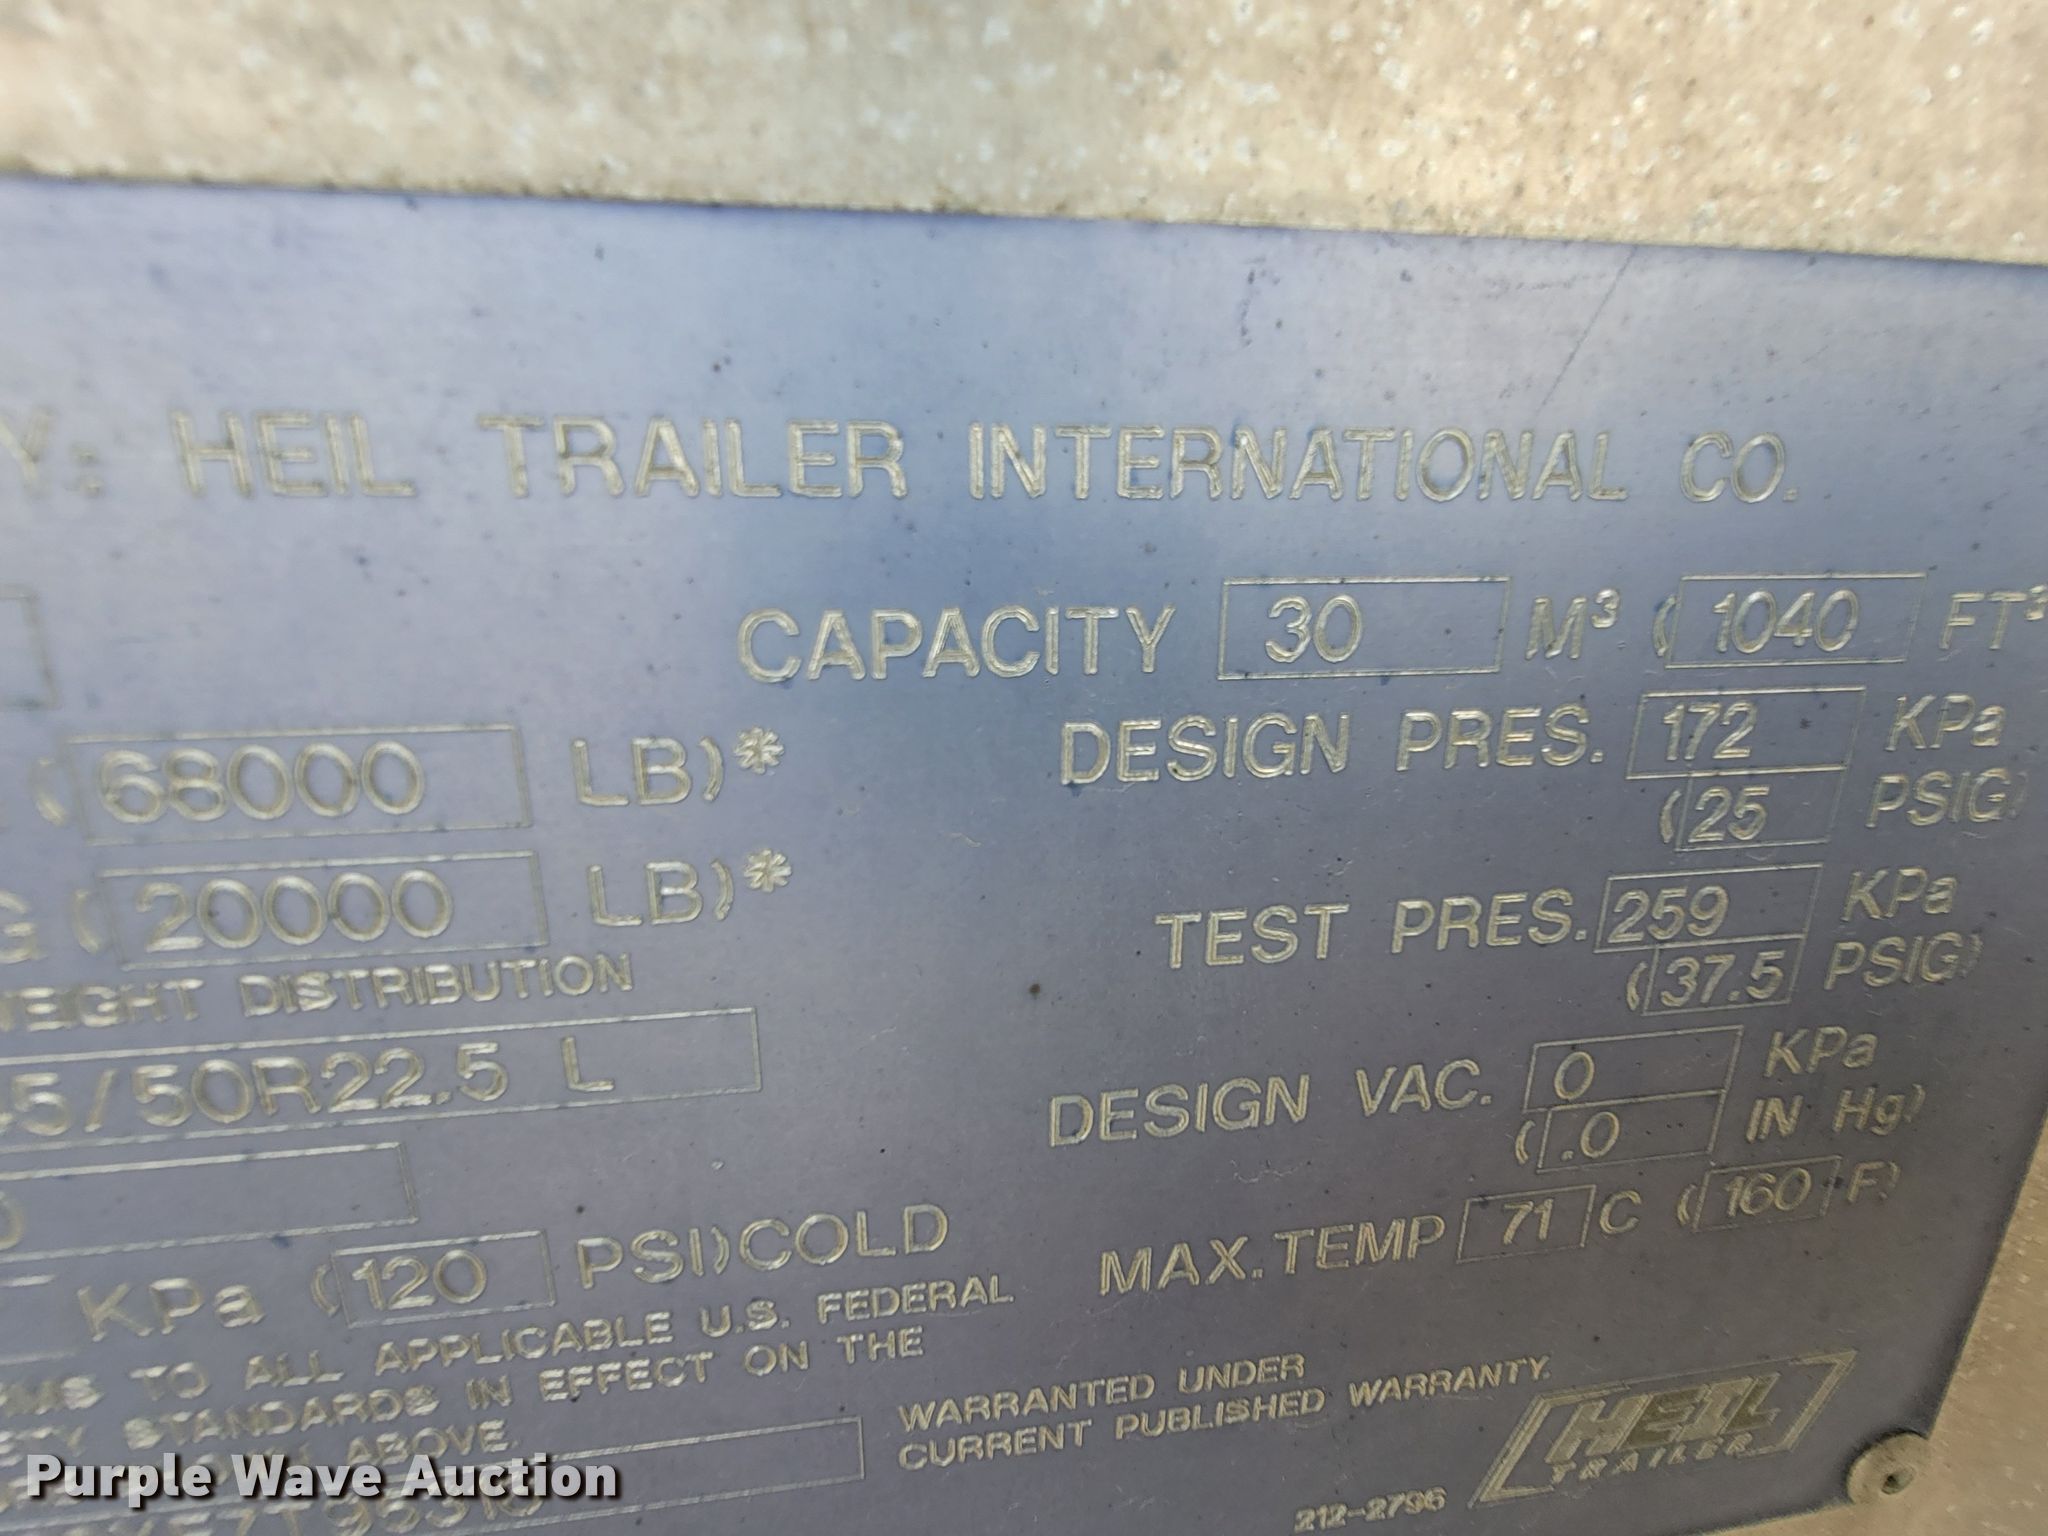 Y: HEIL TRAILER INTERNATIONAL CO.
CAPACITY 30 M³ (1040 FT³
(68000 LB)*
DESIGN PRES. 172 KPa
(25 PSIG)
G (20000 LB)*
TEST PRES. 259 KPa
(37.5 PSIG)
WEIGHT DISTRIBUTION
45/50R22.5 L
DESIGN VAC. 0 KPa
(.0 IN Hg)
MAX. TEMP 71 C (160 F)
KPa (120 PSI) COLD
TO ALL APPLICABLE U.S. FEDERAL
STANDARDS IN EFFECT ON THE
ABOVE.
WARRANTED UNDER
CURRENT PUBLISHED WARRANTY.
HEIL
TRAILER
212-2796
Purple Wave Auction